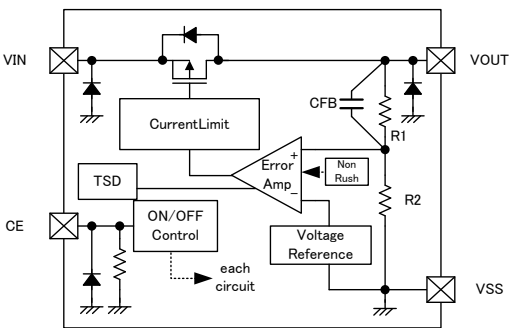 VIN
VOUT
CFB
R1
CurrentLimit
Error
Amp
+
-
Non
Rush
TSD
R2
CE
ON/OFF
Control
Voltage
Reference
each
circuit
VSS